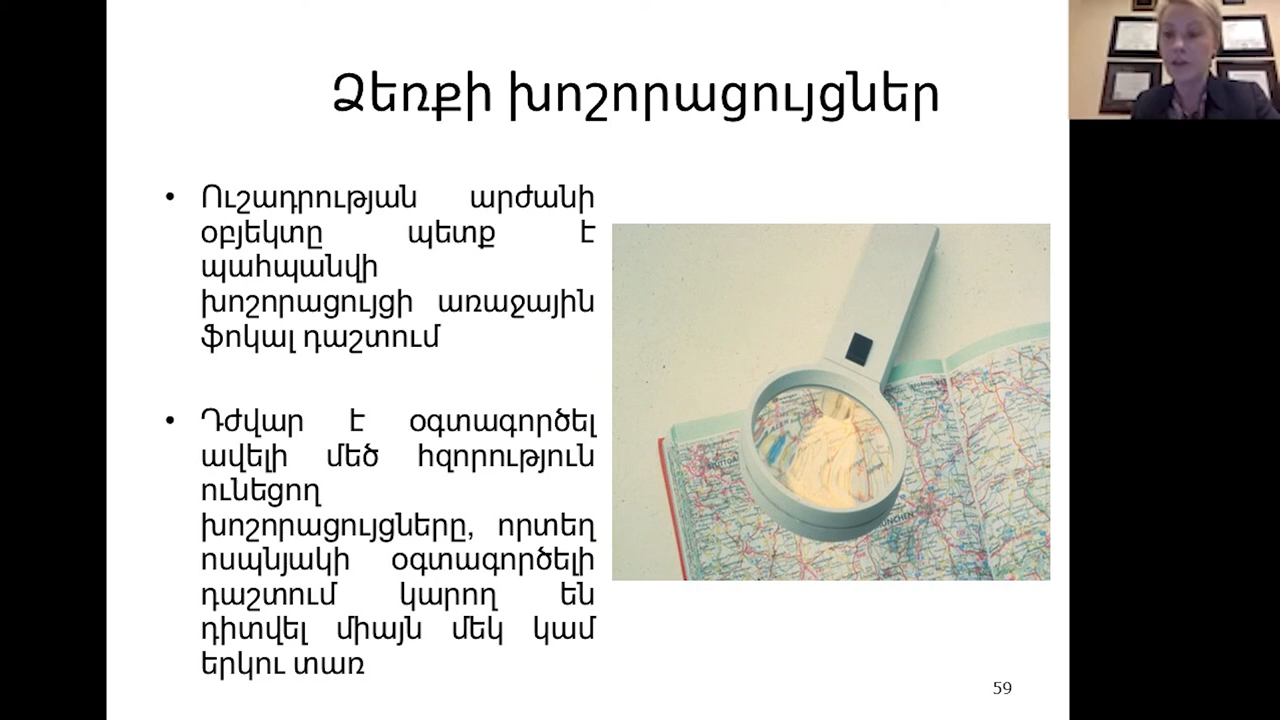 Ձեռքի խոշորացույցներ
• Ուշադրության արժանի
օբյեկտը պետք է
պահպանվի
խոշորացույցի առաջային
ֆոկալ դաշտում
• Դժվար է օգտագործել
ավելի մեծ հզորություն
ունեցող
խոշորացույցները, որտեղ
ոսպնյակի օգտագործելի
դաշտում կարող են
դիտվել միայն մեկ կամ
երկու տառ
59